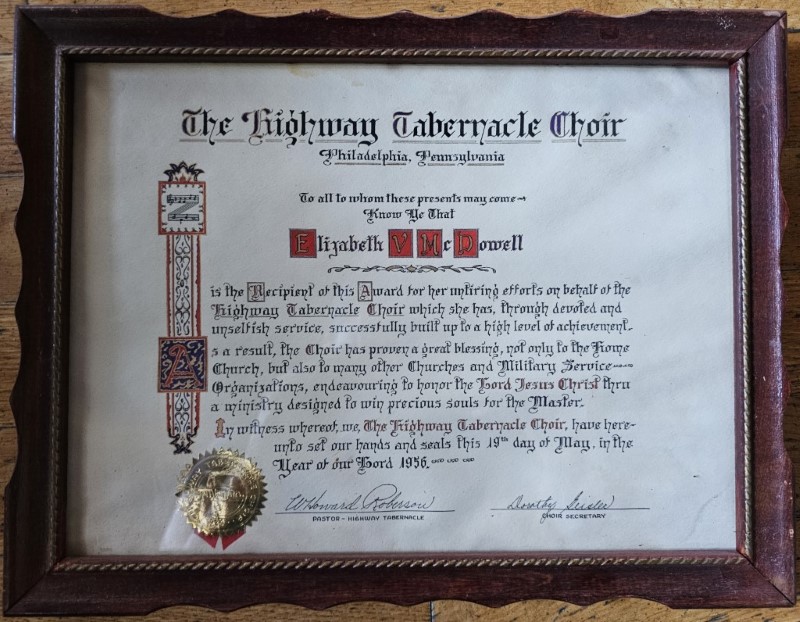 The Highway Tabernacle Choir
Philadelphia, Pennsylvania
To all to whom these presents may come
Know Ye That
Elizabeth V McDowell
is the Recipient of this Award for her untiring efforts on behalf of the
Highway Tabernacle Choir which she has, through devoted and
unselfish service, successfully built up to a high level of achievement.
As a result, the Choir has proven a great blessing, not only to the Home
Church, but also to many other Churches and Military Service
Organizations, endeavouring to honor the Lord Jesus Christ thru
a ministry designed to win precious souls for the Master.
In witness whereof, we, The Highway Tabernacle Choir, have here-
unto set our hands and seals this 19th day of May, in the
Year of our Lord 1956.
W Howard Roberson
Dorothy Geisler
PASTOR - HIGHWAY TABERNACLE
CHOIR SECRETARY